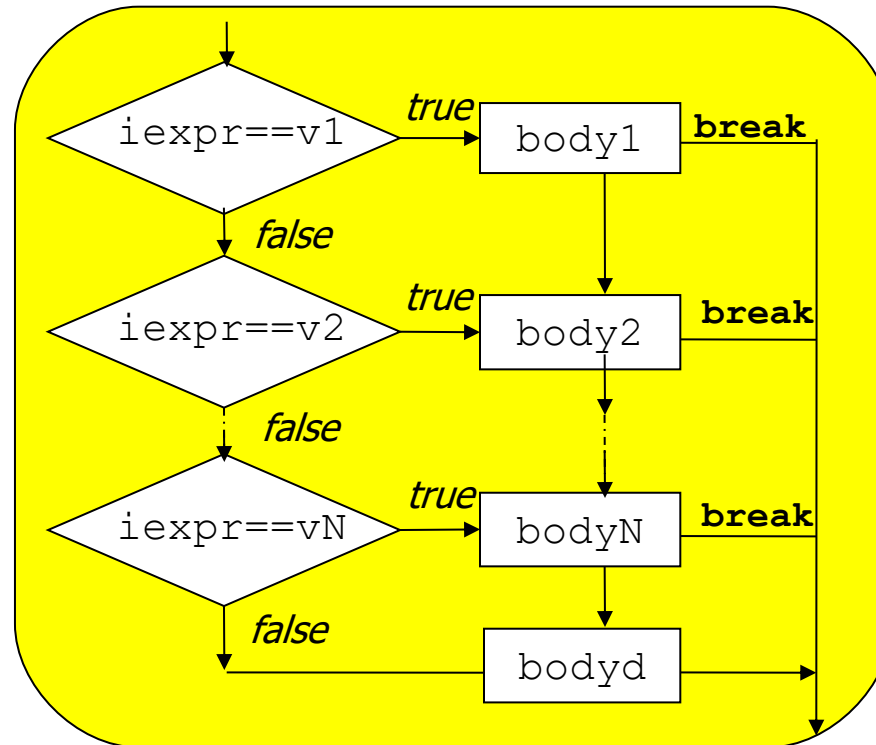 iexpr==v1
true
body1
break
false
iexpr==v2
true
body2
break
false
iexpr==vN
true
bodyN
break
false
bodyd